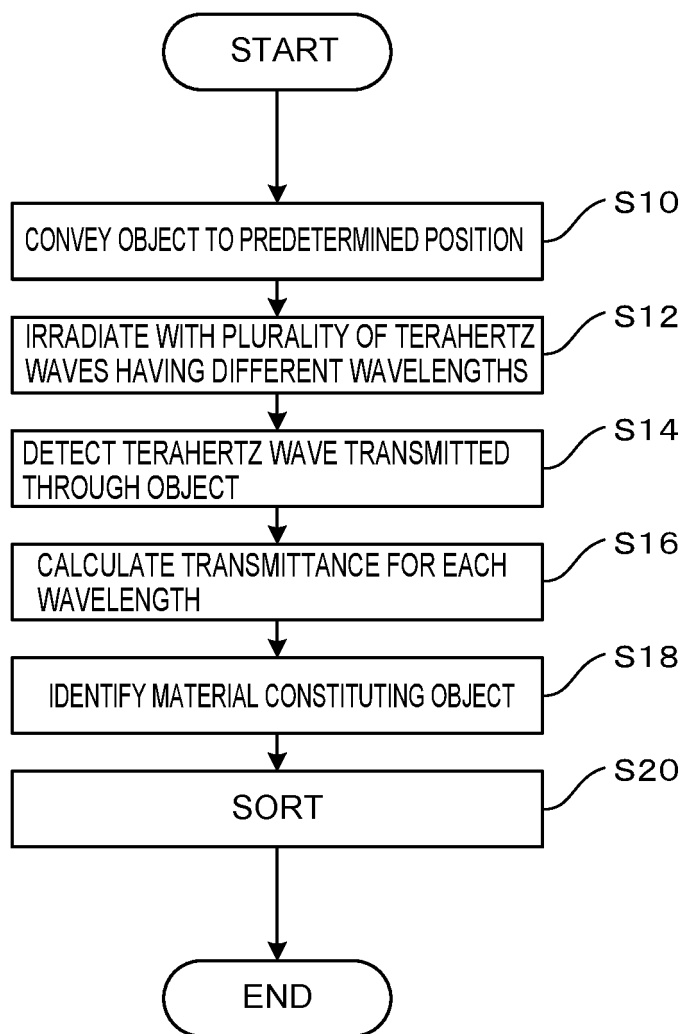 START
S10
CONVEY OBJECT TO PREDETERMINED POSITION
S12
IRRADIATE WITH PLURALITY OF TERAHERTZ
WAVES HAVING DIFFERENT WAVELENGTHS
S14
DETECT TERAHERTZ WAVE TRANSMITTED
THROUGH OBJECT
S16
CALCULATE TRANSMITTANCE FOR EACH
WAVELENGTH
S18
IDENTIFY MATERIAL CONSTITUTING OBJECT
S20
SORT
END